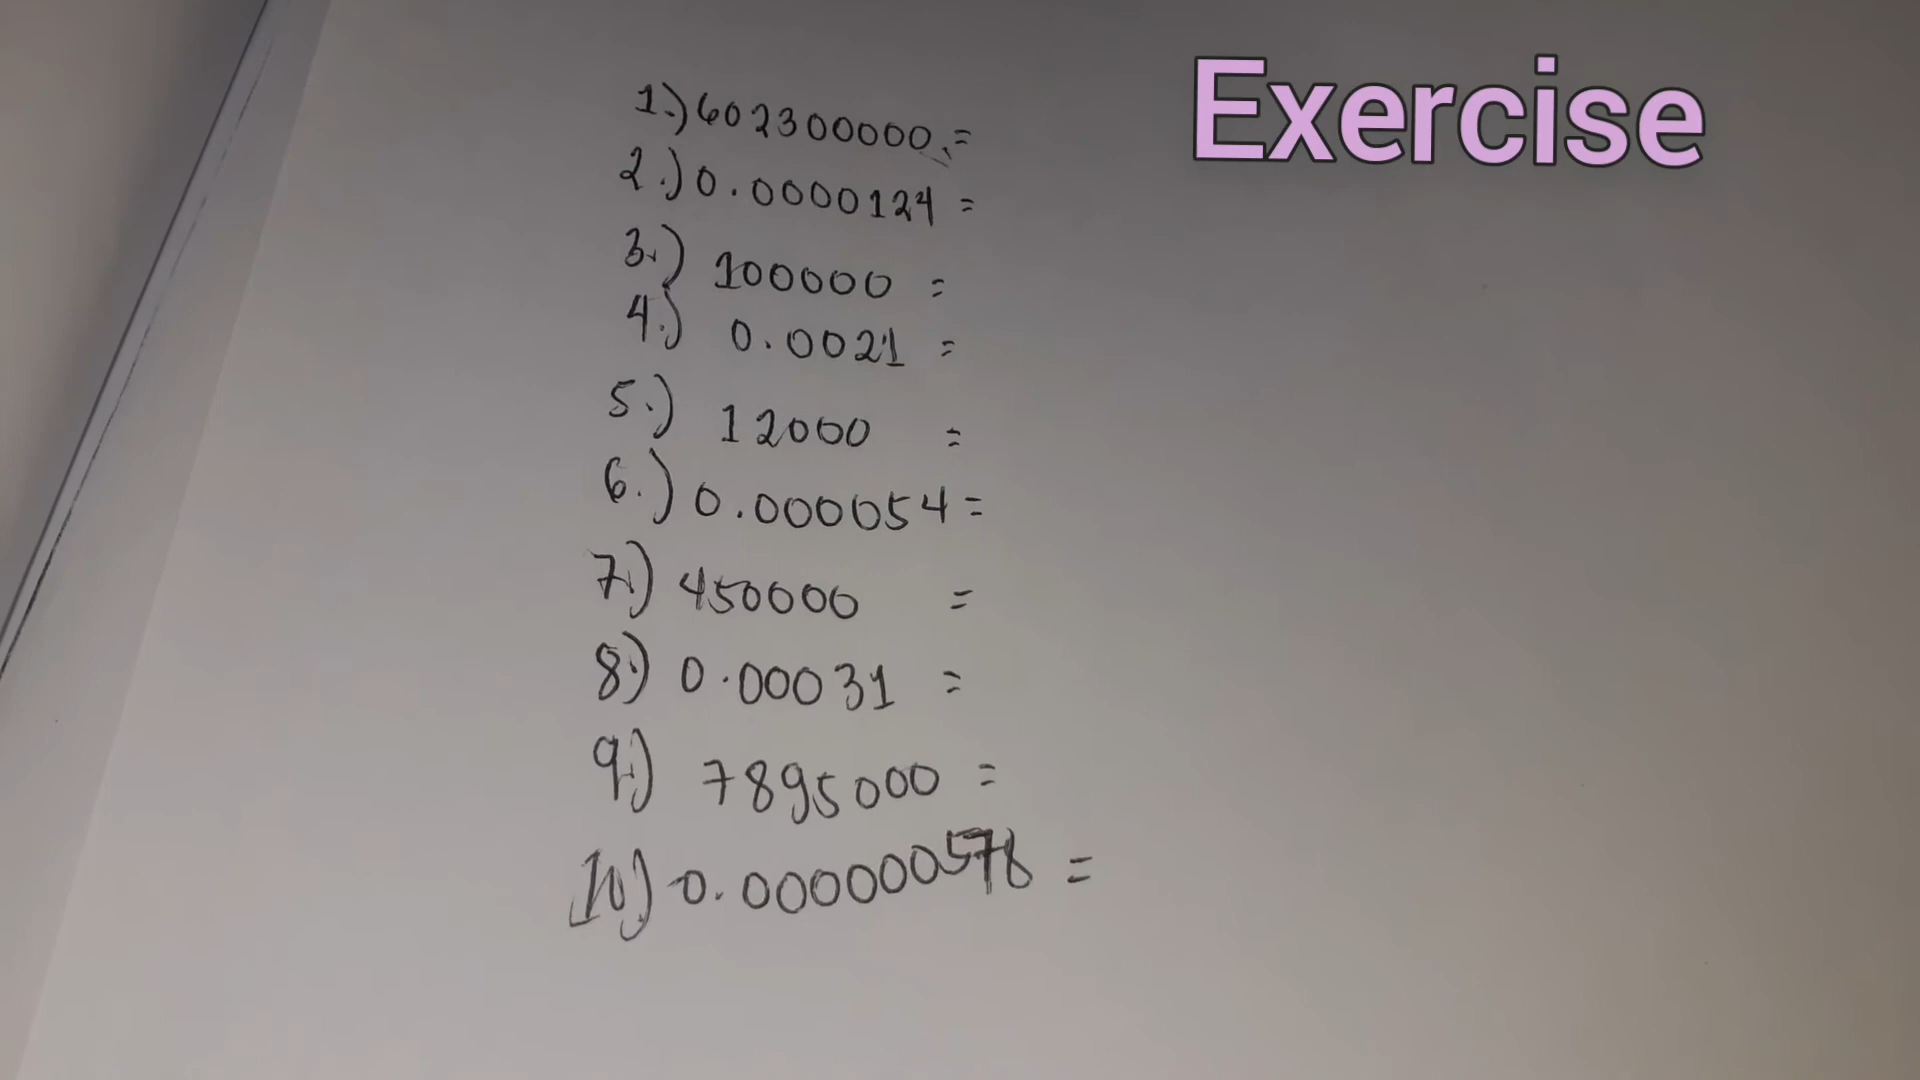 Exercise
1.) 602300000. =
2.) 0.0000124 =
3.) 100000 =
4.) 0.0021 =
5.) 12000 =
6.) 0.000054 =
7.) 450000 =
8.) 0.00031 =
9.) 7895000 =
10.) 0.000000578 =